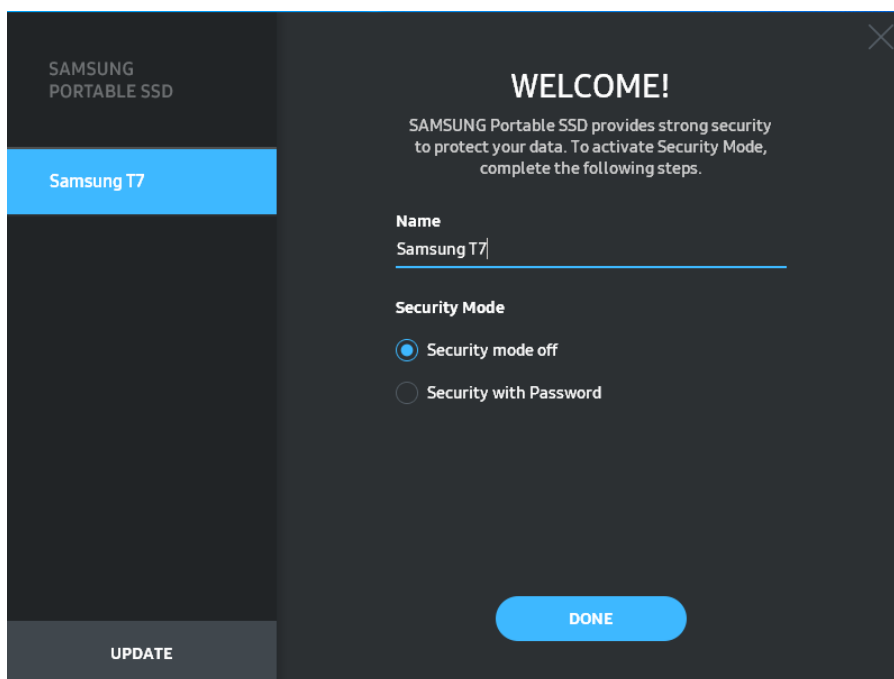 SAMSUNG
PORTABLE SSD
Samsung T7
UPDATE
WELCOME!
SAMSUNG Portable SSD provides strong security
to protect your data. To activate Security Mode,
complete the following steps.
Name
Samsung T7
Security Mode
Security mode off
Security with Password
DONE